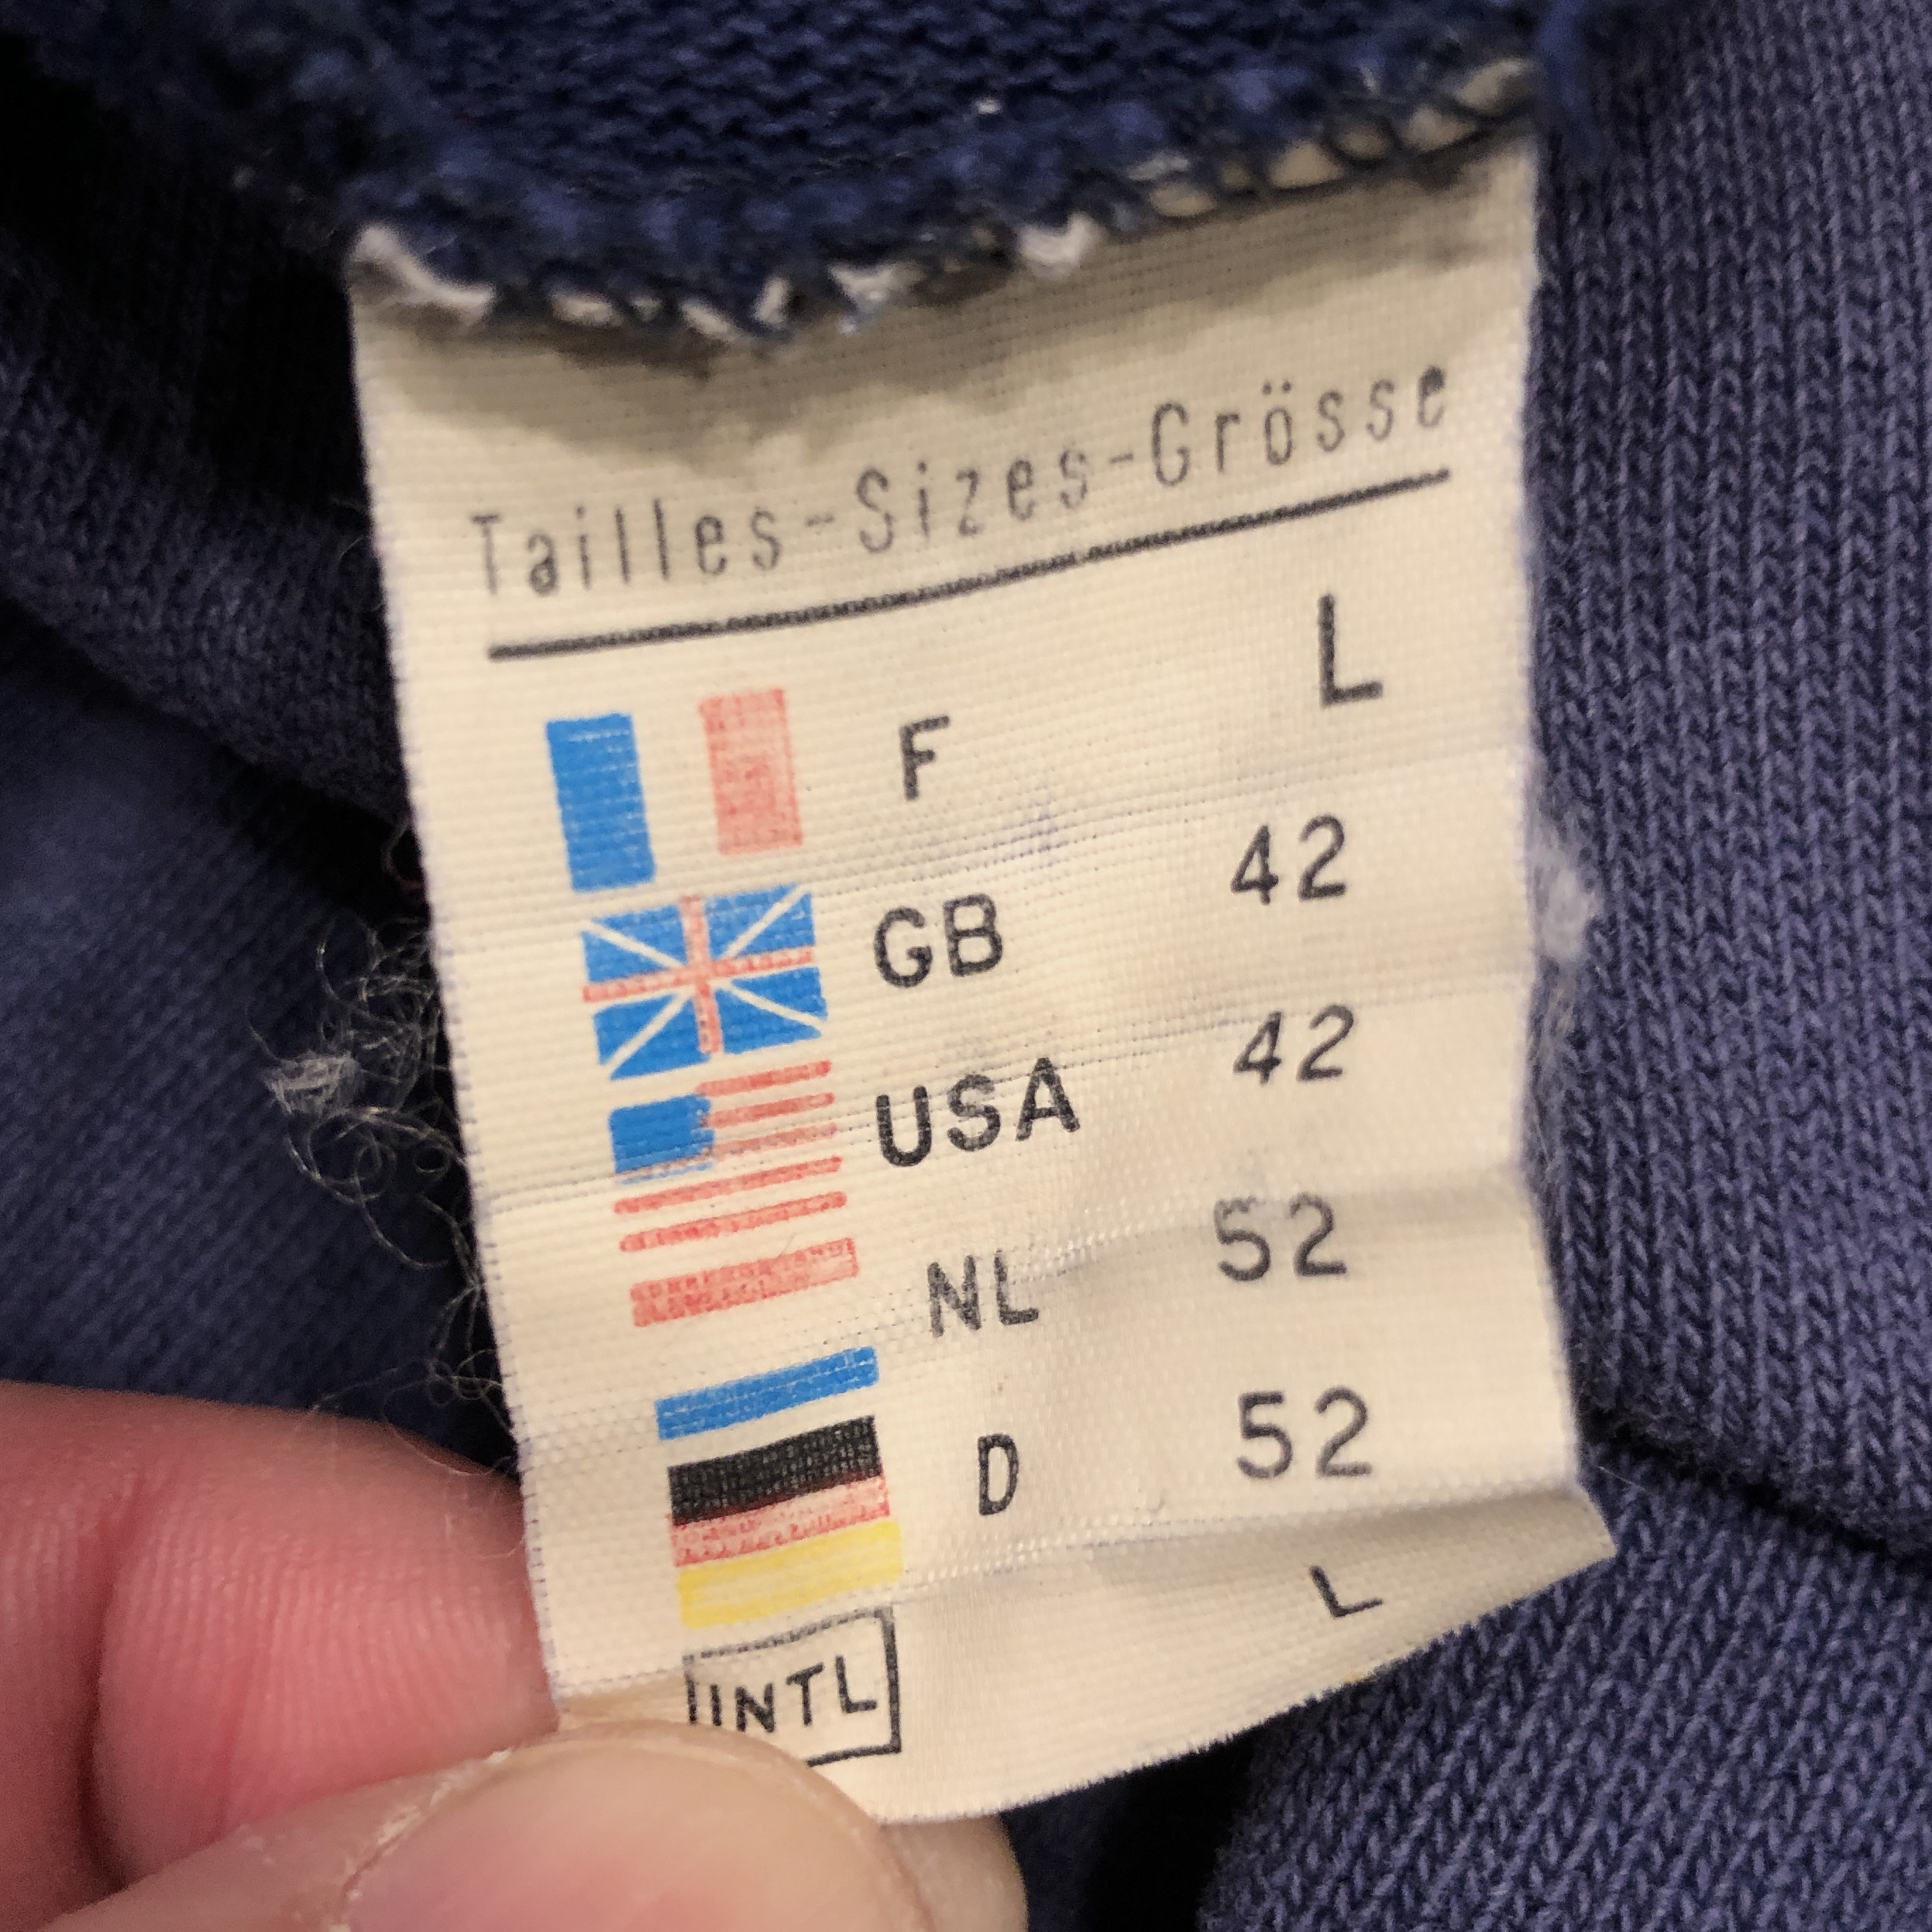 Tailles-Sizes-Grösse
F L
GB 42
USA 42
NL 52
D 52
INTL L